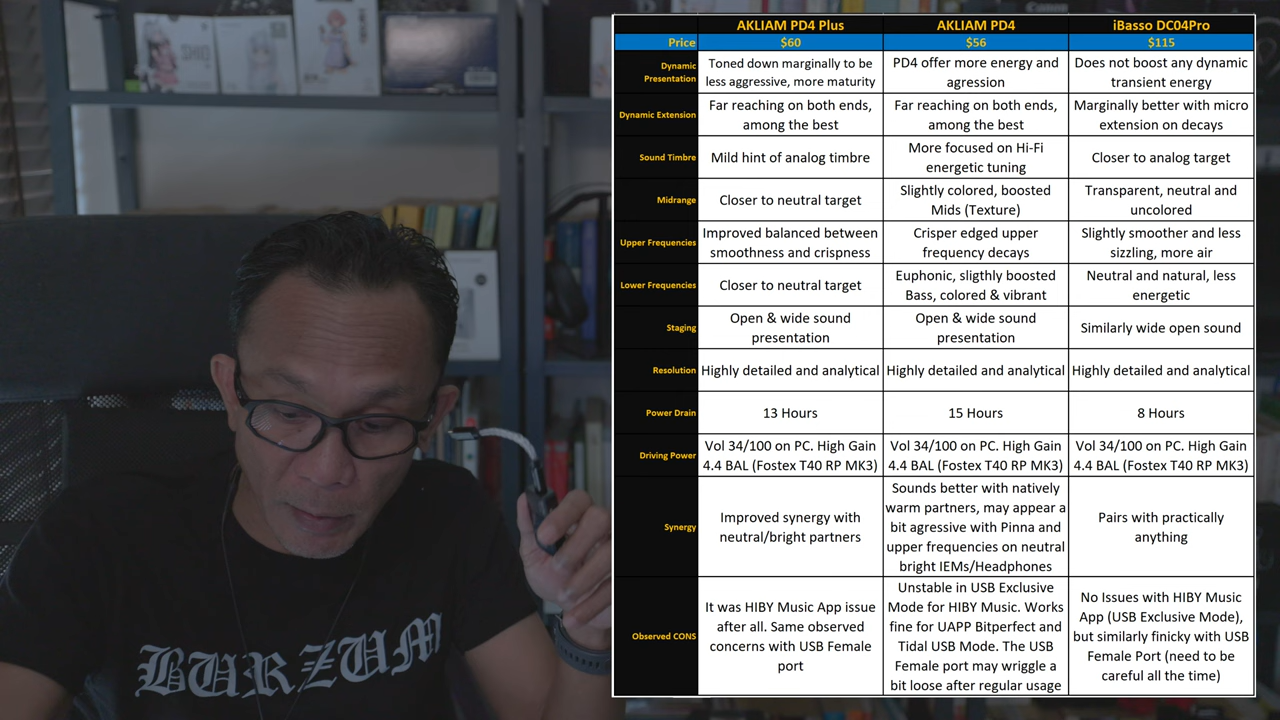 AKLIAM PD4 Plus
AKLIAM PD4
iBasso DC04Pro
Price
$60
$56
$115
Dynamic
Presentation
Toned down marginally to be
less aggressive, more maturity
PD4 offer more energy and
agression
Does not boost any dynamic
transient energy
Dynamic Extension
Far reaching on both ends,
among the best
Far reaching on both ends,
among the best
Marginally better with micro
extension on decays
Sound Timbre
Mild hint of analog timbre
More focused on Hi-Fi
energetic tuning
Closer to analog target
Midrange
Closer to neutral target
Slightly colored, boosted
Mids (Texture)
Transparent, neutral and
uncolored
Upper Frequencies
Improved balanced between
smoothness and crispness
Crisper edged upper
frequency decays
Slightly smoother and less
sizzling, more air
Lower Frequencies
Closer to neutral target
Euphonic, sligthly boosted
Bass, colored & vibrant
Neutral and natural, less
energetic
Staging
Open & wide sound
presentation
Open & wide sound
presentation
Similarly wide open sound
Resolution
Highly detailed and analytical
Highly detailed and analytical
Highly detailed and analytical
Power Drain
13 Hours
15 Hours
8 Hours
Driving Power
Vol 34/100 on PC. High Gain
4.4 BAL (Fostex T40 RP MK3)
Vol 34/100 on PC. High Gain
4.4 BAL (Fostex T40 RP MK3)
Vol 34/100 on PC. High Gain
4.4 BAL (Fostex T40 RP MK3)
Synergy
Improved synergy with
neutral/bright partners
Sounds better with natively
warm partners, may appear a
bit agressive with Pinna and
upper frequencies on neutral
bright IEMs/Headphones
Pairs with practically
anything
Observed CONS
It was HIBY Music App issue
after all. Same observed
concerns with USB Female
port
Unstable in USB Exclusive
Mode for HIBY Music. Works
fine for UAPP Bitperfect and
Tidal USB Mode. The USB
Female port may wriggle a
bit loose after regular usage
No Issues with HIBY Music
App (USB Exclusive Mode),
but similarly finicky with USB
Female Port (need to be
careful all the time)
BURZUM